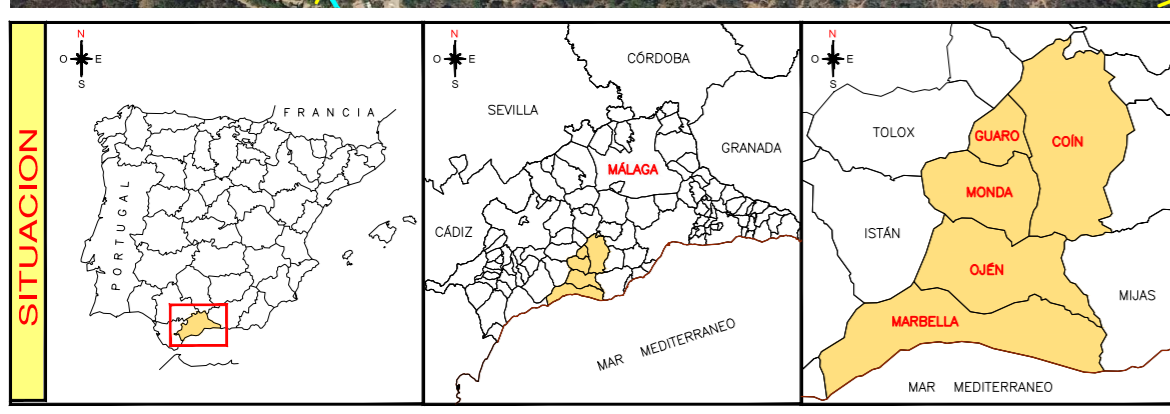 SITUACION
N
O E
S
FRANCIA
PORTUGAL
N
O E
S
CÓRDOBA
SEVILLA
GRANADA
MÁLAGA
CÁDIZ
MAR MEDITERRANEO
N
O E
S
TOLOX
GUARO
COÍN
MONDA
ISTÁN
OJÉN
MIJAS
MARBELLA
MAR MEDITERRANEO